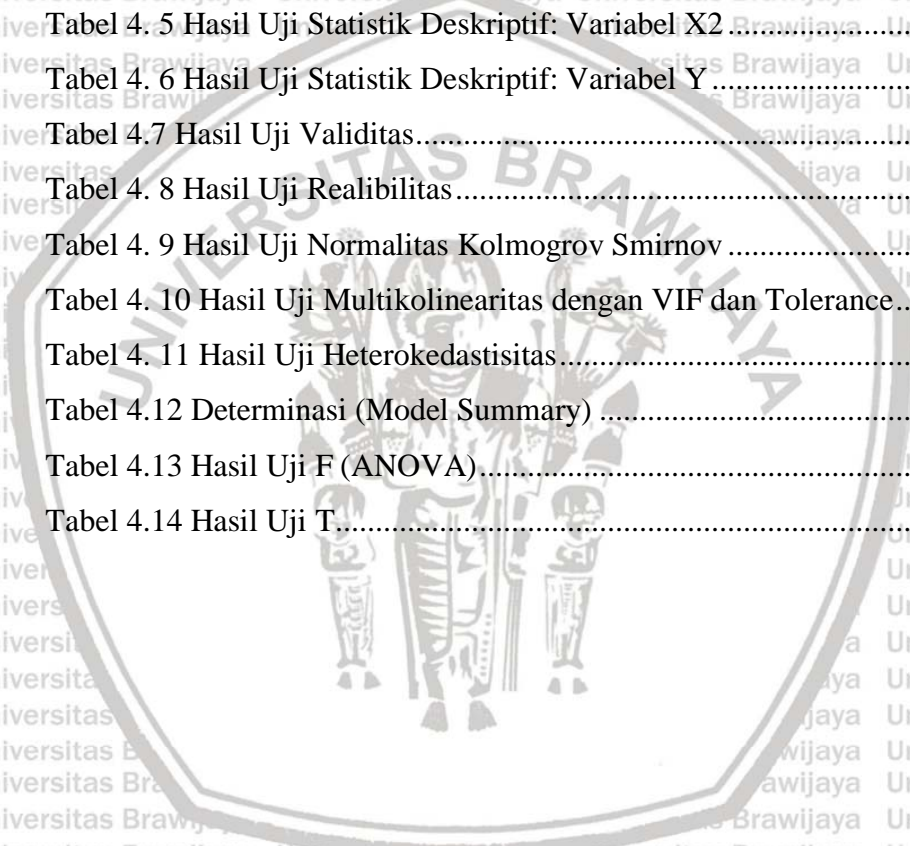 Tabel 4. 5 Hasil Uji Statistik Deskriptif: Variabel X2....................
Tabel 4. 6 Hasil Uji Statistik Deskriptif: Variabel Y......................
Tabel 4.7 Hasil Uji Validitas..........................................................
Tabel 4. 8 Hasil Uji Realibilitas.....................................................
Tabel 4. 9 Hasil Uji Normalitas Kolmogrov Smirnov....................
Tabel 4. 10 Hasil Uji Multikolinearitas dengan VIF dan Tolerance..
Tabel 4. 11 Hasil Uji Heterokedastisitas........................................
Tabel 4.12 Determinasi (Model Summary)...................................
Tabel 4.13 Hasil Uji F (ANOVA)..................................................
Tabel 4.14 Hasil Uji T....................................................................
UNIVERSITAS BRAWIJAYA